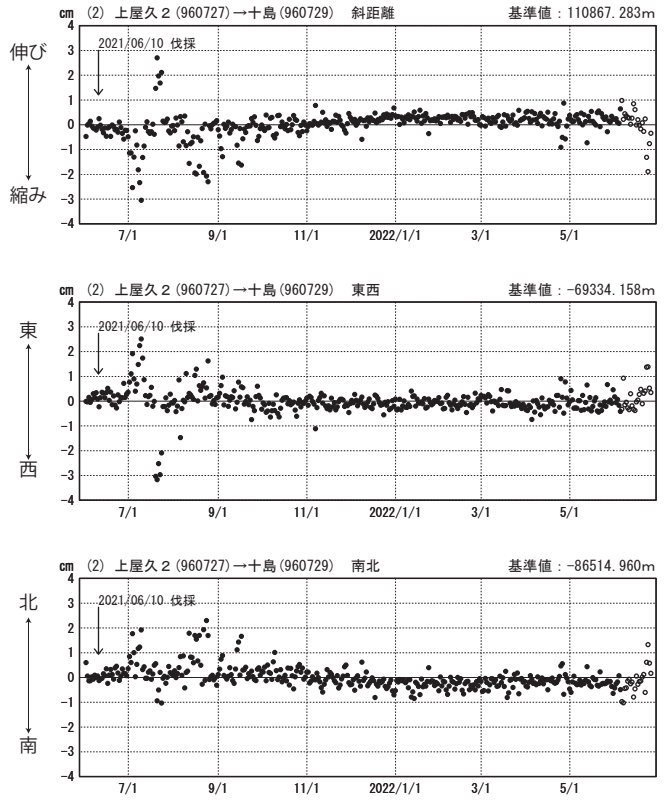 cm (2) 上屋久2(960727)→十島(960729) 斜距離 基準値:110867.283m
伸び
縮み
2021/06/10 伐採
4
3
2
1
0
-1
-2
-3
-4
7/1 9/1 11/1 2022/1/1 3/1 5/1
cm (2) 上屋久2(960727)→十島(960729) 東西 基準値:-69334.158m
東
西
2021/06/10 伐採
4
3
2
1
0
-1
-2
-3
-4
7/1 9/1 11/1 2022/1/1 3/1 5/1
cm (2) 上屋久2(960727)→十島(960729) 南北 基準値:-86514.960m
北
南
2021/06/10 伐採
4
3
2
1
0
-1
-2
-3
-4
7/1 9/1 11/1 2022/1/1 3/1 5/1